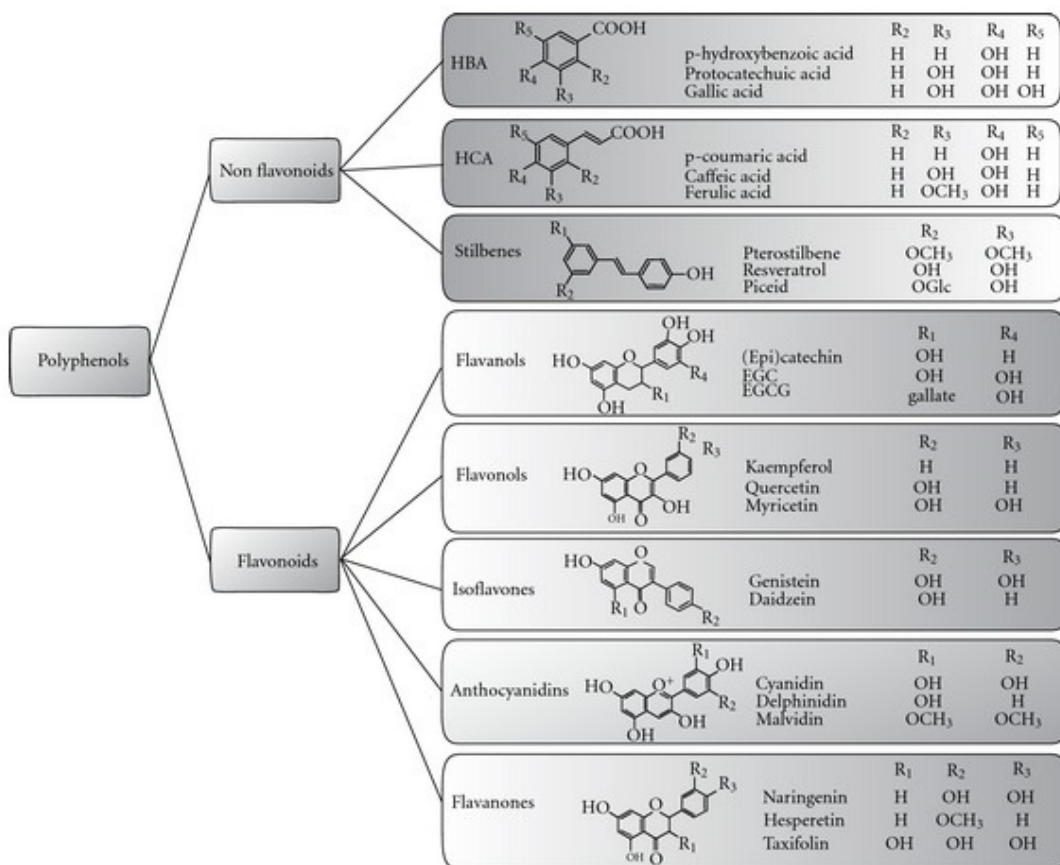 Polyphenols
Non flavonoids
Flavonoids
HBA
R5 COOH
R4 R2
R3
R2 R3 R4 R5
p-hydroxybenzoic acid H H OH H
Protocatechuic acid H OH OH H
Gallic acid H OH OH OH
HCA
R5 COOH
R4 R2
R3
R2 R3 R4 R5
p-coumaric acid H H OH H
Caffeic acid H OH OH H
Ferulic acid H OCH3 OH H
Stilbenes
R1
OH
R2
R2 R3
Pterostilbene OCH3 OCH3
Resveratrol OH OH
Piceid OGlc OH
Flavanols
OH
OH
HO O
R4
R1
OH
R1 R4
(Epi)catechin OH H
EGC OH OH
EGCG gallate OH
Flavonols
R2
R3
HO O
OH
OH O
R2 R3
Kaempferol H H
Quercetin OH H
Myricetin OH OH
Isoflavones
HO O
R1 O
R2
R2 R3
Genistein OH OH
Daidzein OH H
Anthocyanidins
R1
OH
HO O+
R2
OH
OH
R1 R2
Cyanidin OH OH
Delphinidin OH H
Malvidin OCH3 OCH3
Flavanones
R2
R3
HO O
R1
OH O
R1 R2 R3
Naringenin H OH OH
Hesperetin H OCH3 H
Taxifolin OH OH OH